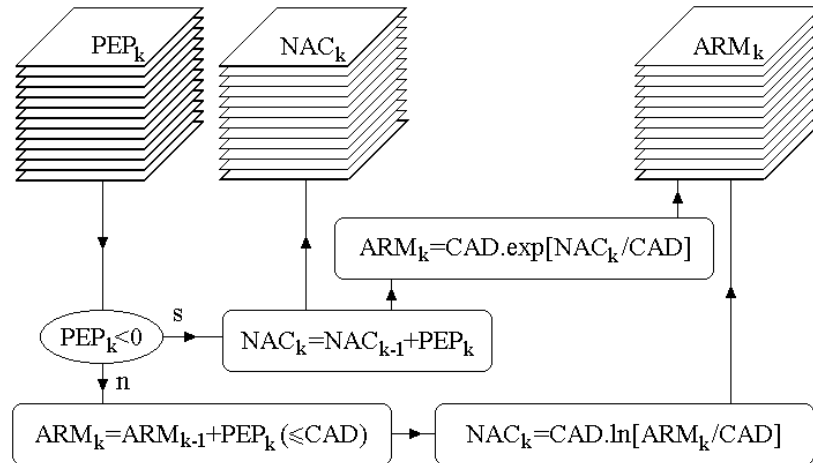 PEPₖ
NACₖ
ARMₖ
ARMₖ=CAD.exp[NACₖ/CAD]
PEPₖ<0
s
NACₖ=NACₖ₋₁+PEPₖ
n
ARMₖ=ARMₖ₋₁+PEPₖ(⩽CAD)
NACₖ=CAD.ln[ARMₖ/CAD]